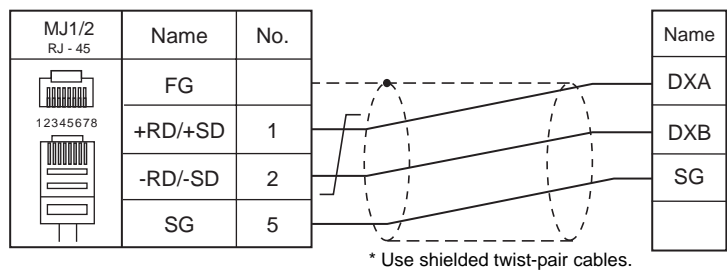 MJ1/2
RJ - 45
Name
No.
Name
FG
DXA
12345678
+RD/+SD
1
DXB
-RD/-SD
2
SG
SG
5
* Use shielded twist-pair cables.